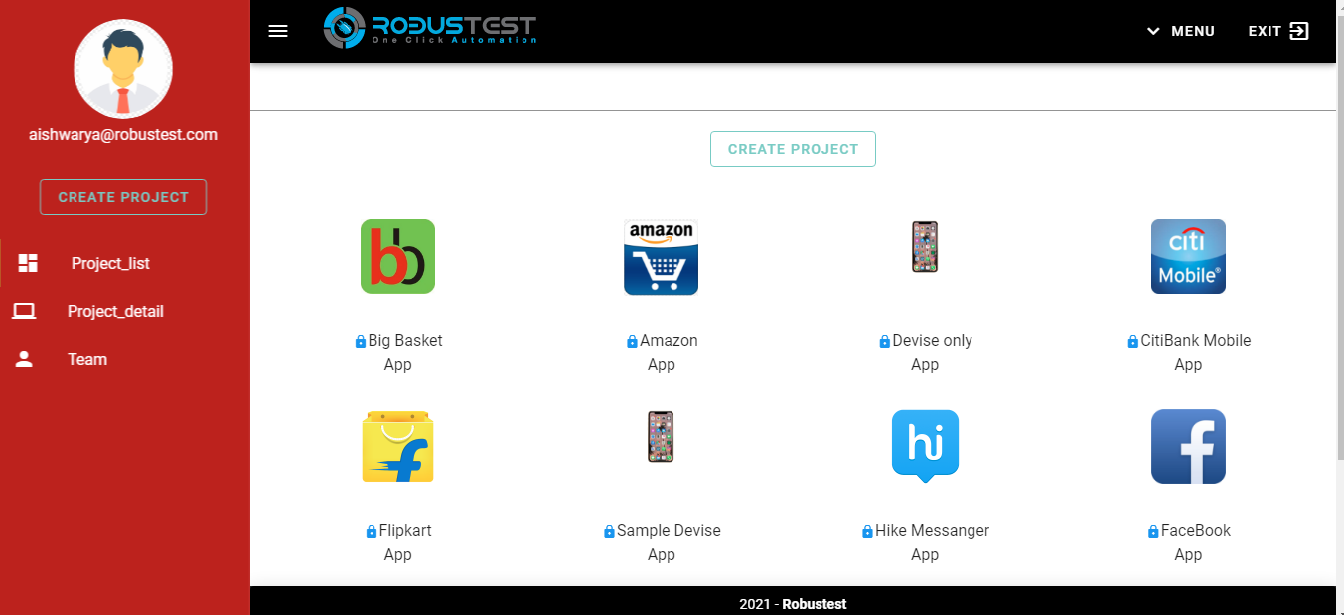 aishwarya@robustest.com
CREATE PROJECT
Project_list
Project_detail
Team
ROBUSTEST
One Click Automation
MENU
EXIT
CREATE PROJECT
bb
amazon
citi
Mobile®
Big Basket
App
Amazon
App
Devise only
App
CitiBank Mobile
App
f
hi
f
Flipkart
App
Sample Devise
App
Hike Messanger
App
FaceBook
App
2021 - Robustest